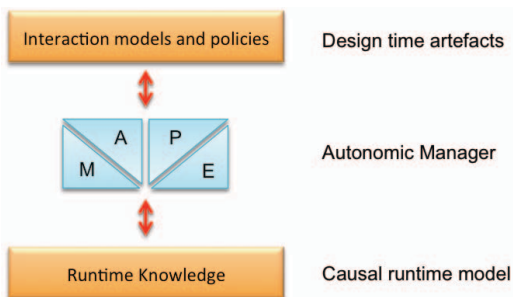 Interaction models and policies
Design time artefacts
A P
M E
Autonomic Manager
Runtime Knowledge
Causal runtime model